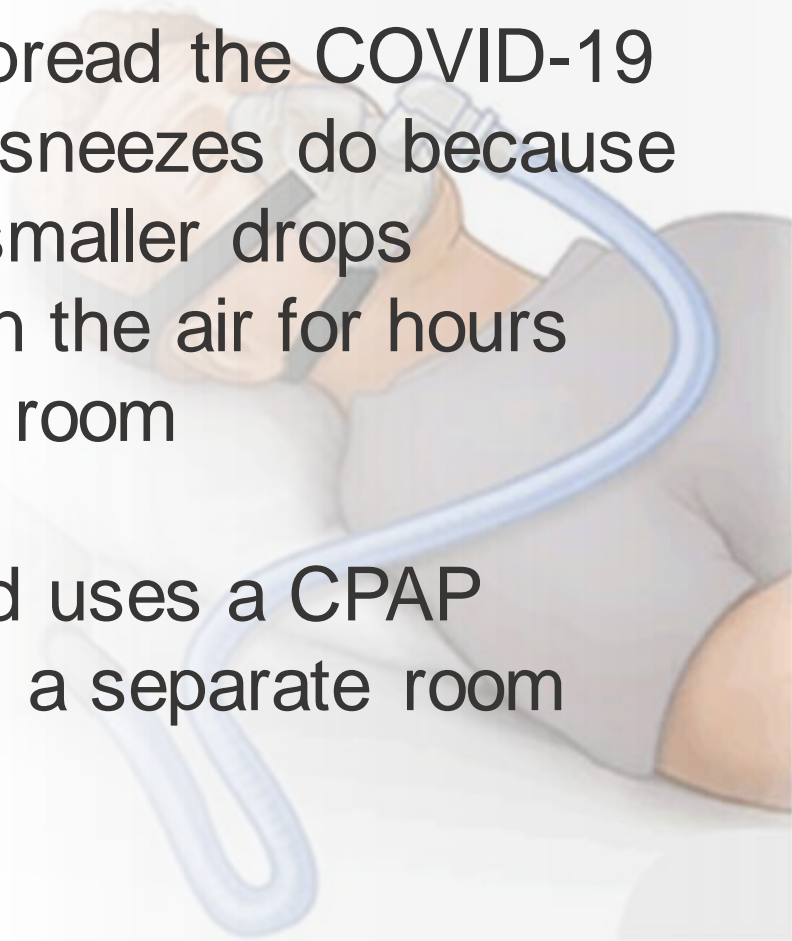 pread the COVID-19
sneezes do because
smaller drops
the air for hours
room
uses a CPAP
a separate room